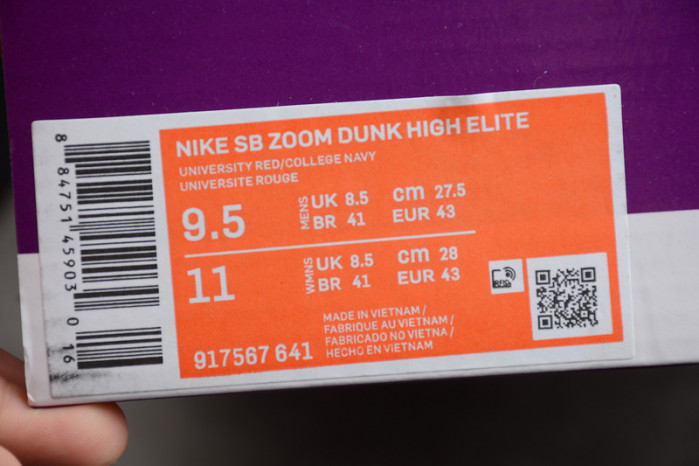 NIKE SB ZOOM DUNK HIGH ELITE
UNIVERSITY RED/COLLEGE NAVY
UNIVERSITE ROUGE
9.5
MENS
UK 8.5 cm 27.5
BR 41 EUR 43
11
WMNS
UK 8.5 cm 28
BR 41 EUR 43
MADE IN VIETNAM /
FABRIQUE AU VIETNAM /
FABRICADO NO VIETNA /
HECHO EN VIETNAM
917567 641
8 84751 45903 0 16